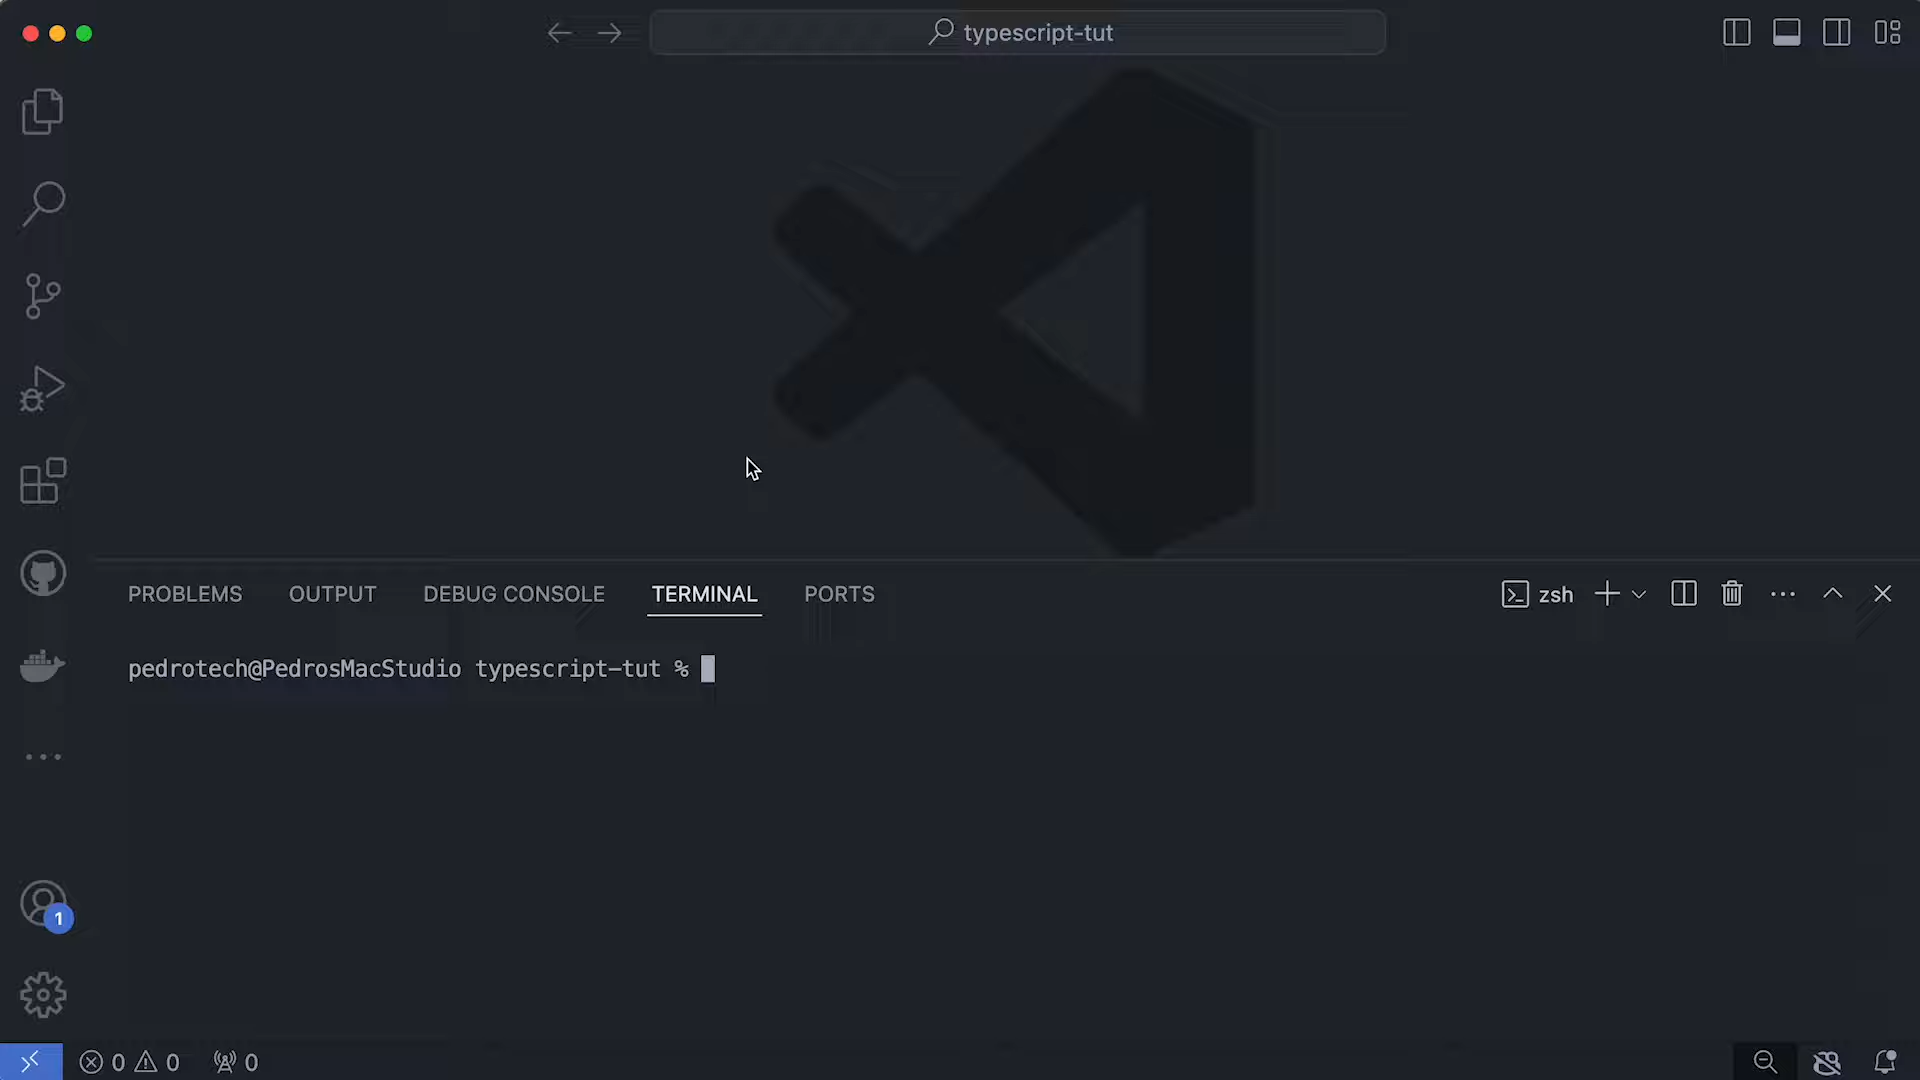 typescript-tut
PROBLEMS OUTPUT DEBUG CONSOLE TERMINAL PORTS zsh
pedrotech@PedrosMacStudio typescript-tut %
1
0 0 0